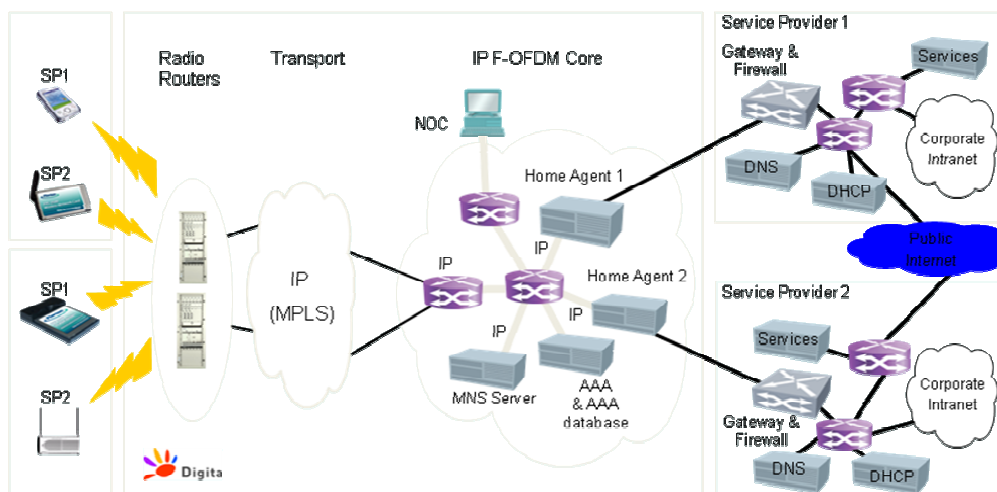 SP1
SP2
SP1
SP2
Radio
Routers
Transport
IP F-OFDM Core
NOC
IP
(MPLS)
IP
IP
IP
IP
Home Agent 1
Home Agent 2
MNS Server
AAA
& AAA
database
Digita
Service Provider 1
Gateway &
Firewall
Services
Corporate
Intranet
DNS
DHCP
Public
Internet
Service Provider 2
Services
Corporate
Intranet
Gateway &
Firewall
DNS
DHCP